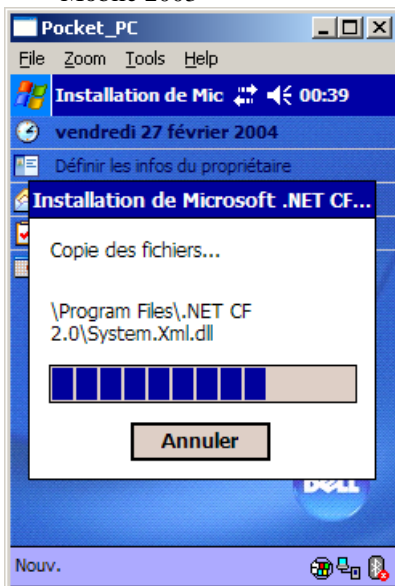 Mobile 2003
Pocket_PC
File Zoom Tools Help
Installation de Mic 00:39
vendredi 27 février 2004
Définir les infos du propriétaire
Installation de Microsoft .NET CF...
Copie des fichiers...
\Program Files\.NET CF
2.0\System.Xml.dll
Annuler
DELL
Nouv.